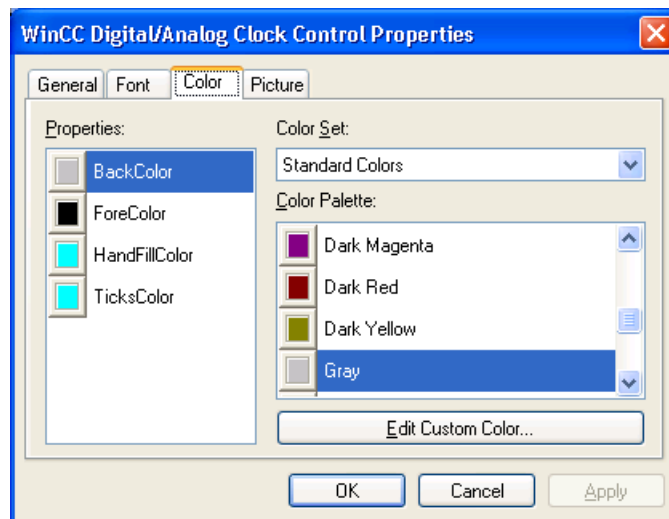 WinCC Digital/Analog Clock Control Properties
General Font Color Picture
Properties:
BackColor
ForeColor
HandFillColor
TicksColor
Color Set:
Standard Colors
Color Palette:
Dark Magenta
Dark Red
Dark Yellow
Gray
Edit Custom Color...
OK Cancel Apply